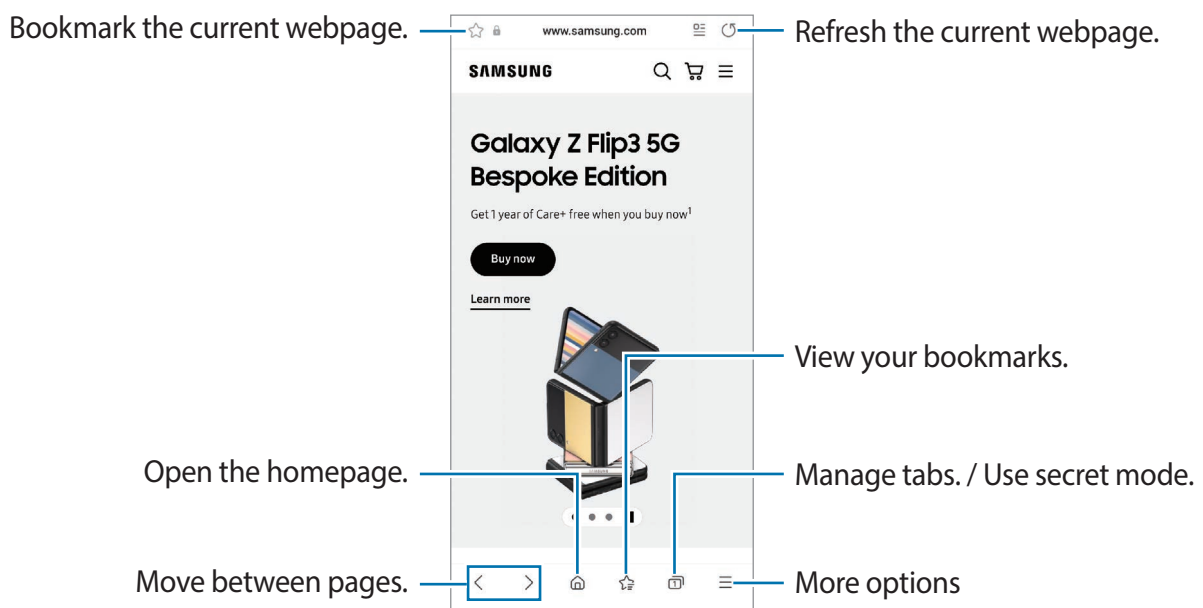 Bookmark the current webpage.
www.samsung.com
Refresh the current webpage.
SAMSUNG
Galaxy Z Flip3 5G
Bespoke Edition
Get 1 year of Care+ free when you buy now1
Buy now
Learn more
View your bookmarks.
SAMSUNG
Open the homepage.
Manage tabs. / Use secret mode.
Move between pages.
1
More options